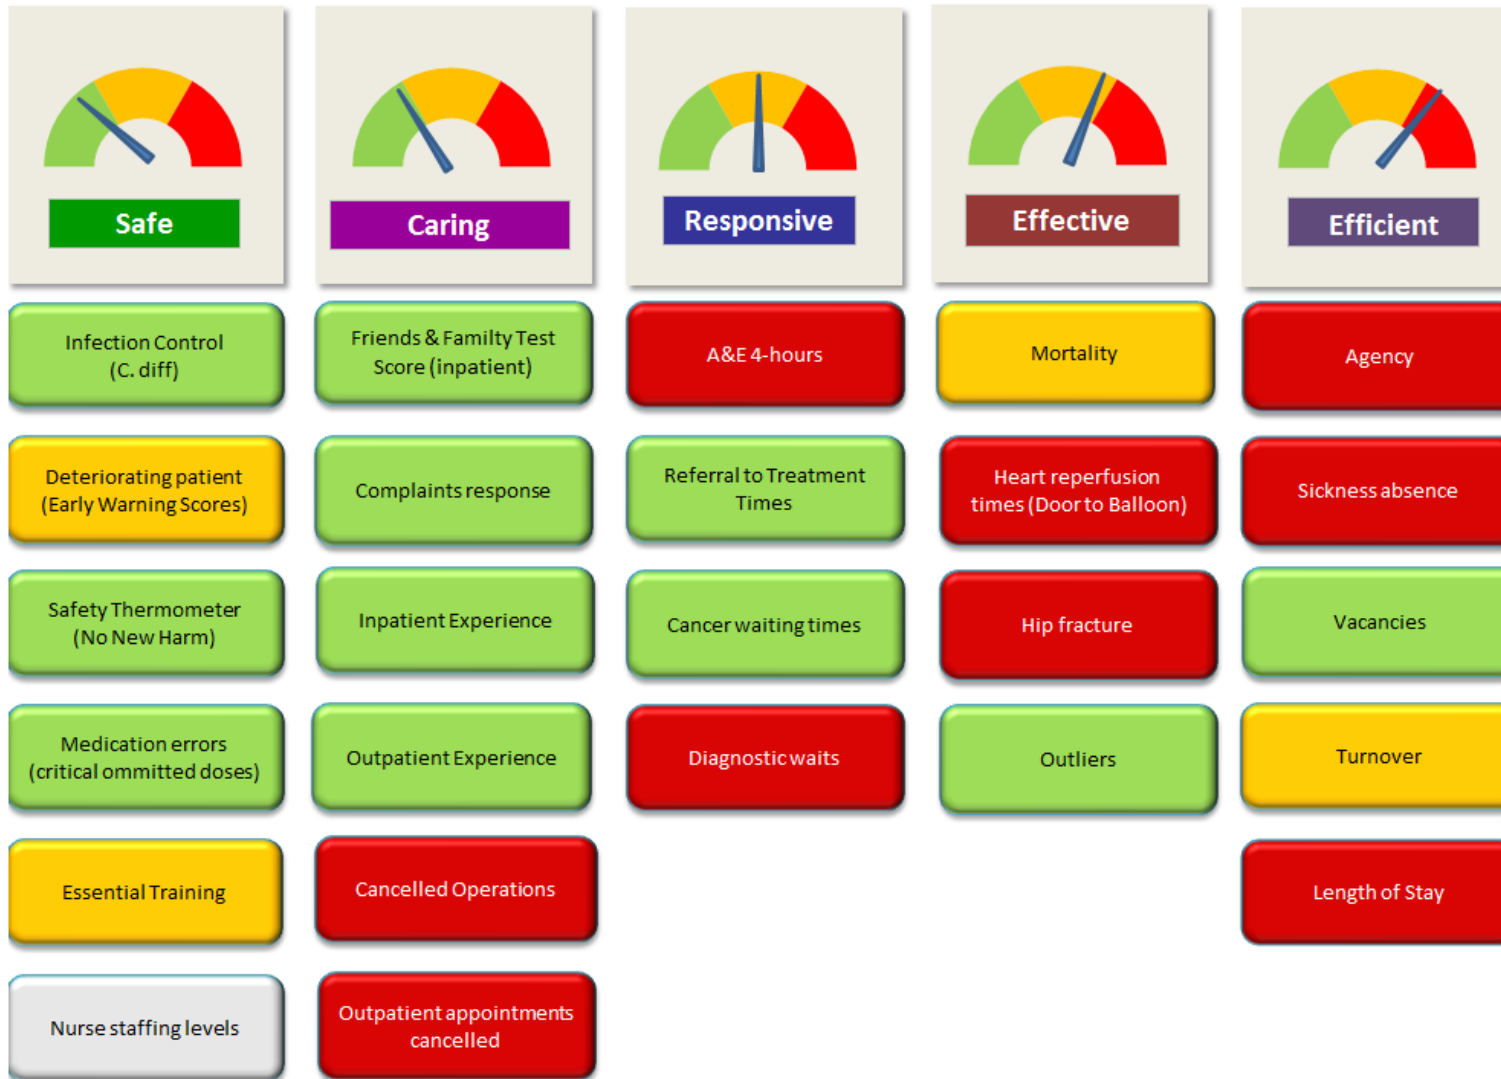 Safe
Caring
Responsive
Effective
Efficient
Infection Control
(C. diff)
Deteriorating patient
(Early Warning Scores)
Safety Thermometer
(No New Harm)
Medication errors
(critical ommitted doses)
Essential Training
Nurse staffing levels
Friends & Familty Test
Score (inpatient)
Complaints response
Inpatient Experience
Outpatient Experience
Cancelled Operations
Outpatient appointments
cancelled
A&E 4-hours
Referral to Treatment
Times
Cancer waiting times
Diagnostic waits
Mortality
Heart reperfusion
times (Door to Balloon)
Hip fracture
Outliers
Agency
Sickness absence
Vacancies
Turnover
Length of Stay